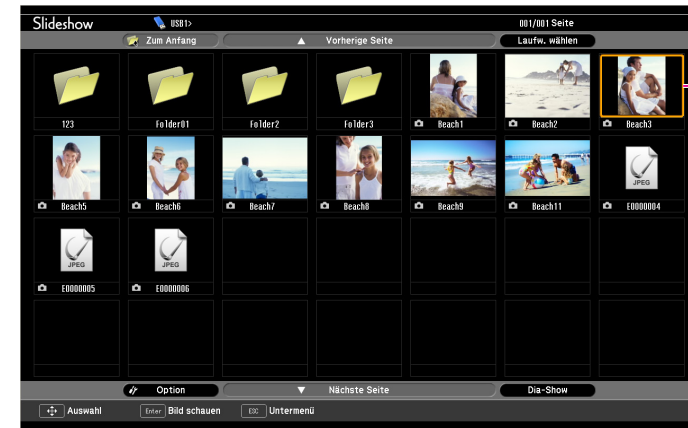 Slideshow USB1> 001/001 Seite
Zum Anfang Vorherige Seite Laufw. wählen
123 Folder01 Folder2 Folder3 Beach1 Beach2 Beach3
JPEG
Beach5 Beach6 Beach7 Beach8 Beach9 Beach11 E0000004
JPEG JPEG
E0000005 E0000006
Option Nächste Seite Dia-Show
Auswahl Enter Bild schauen ESC Untermenü